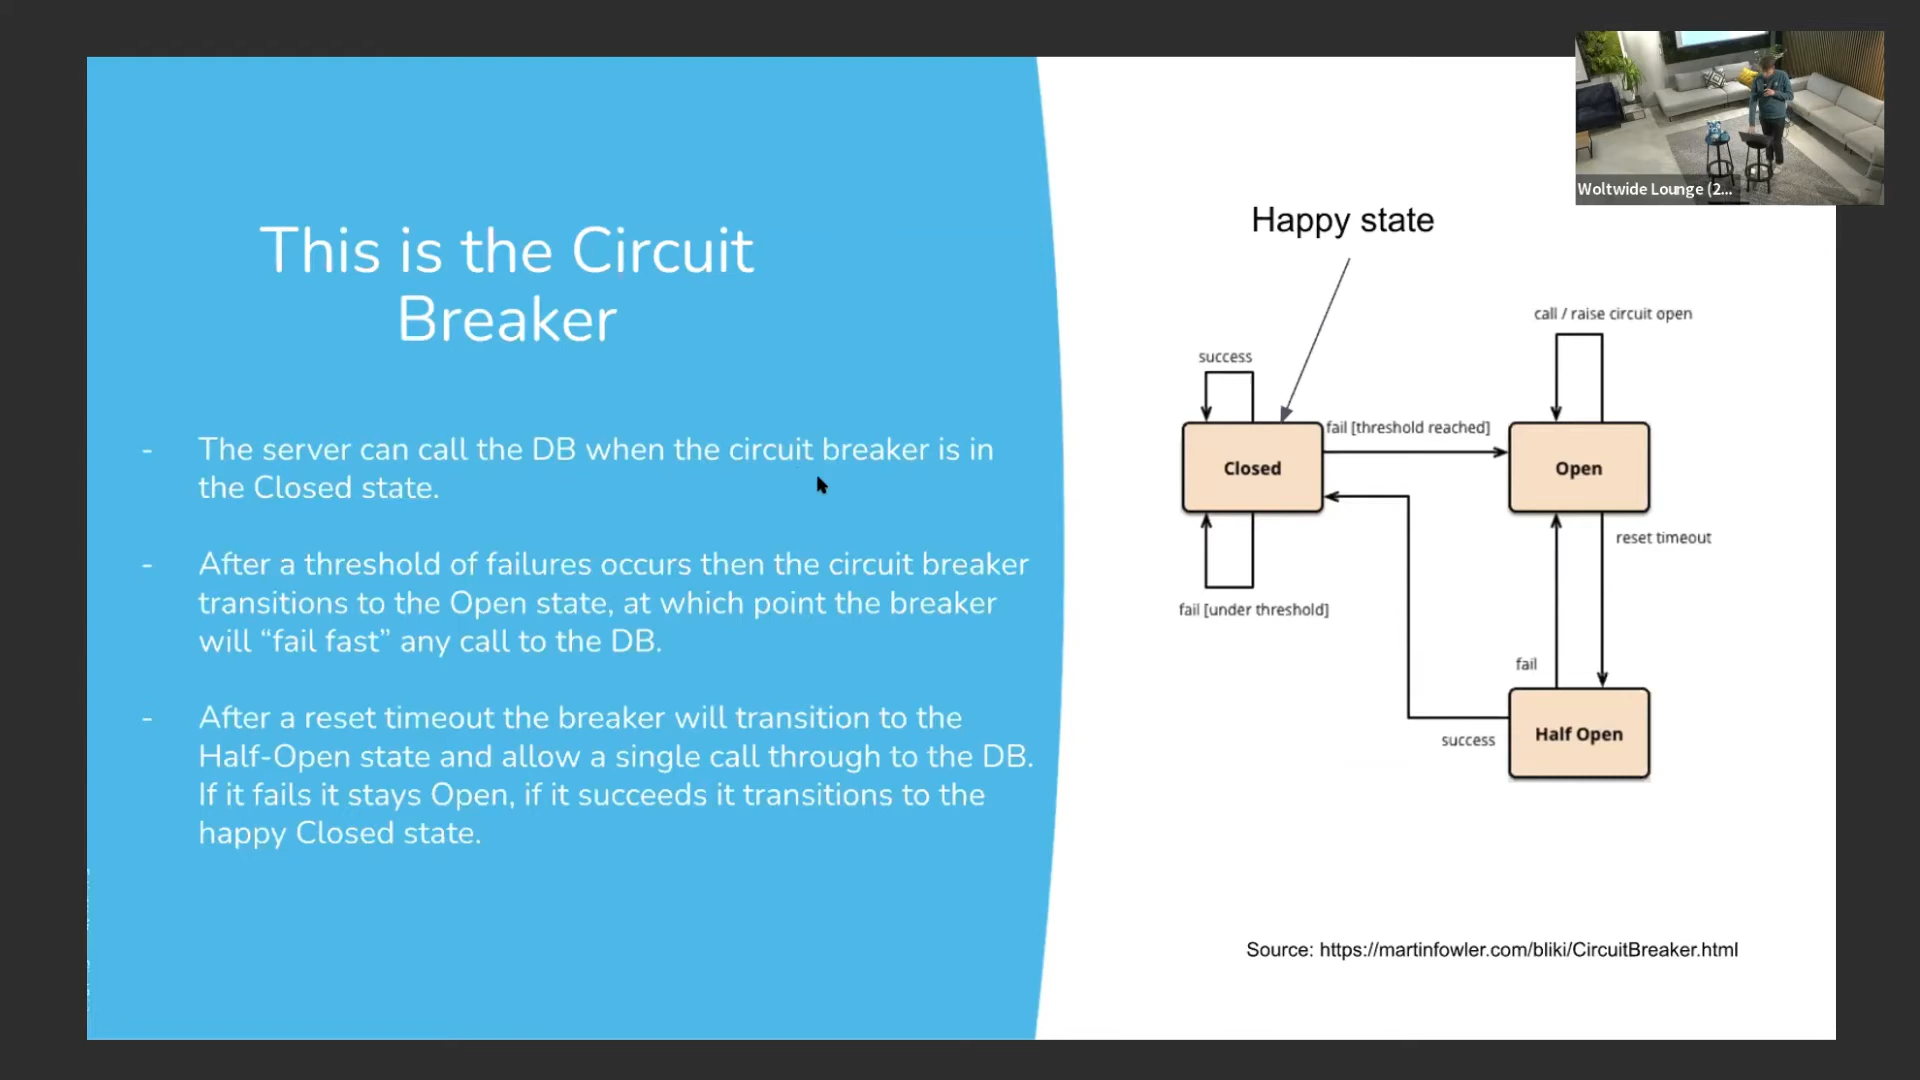 Woltwide Lounge (2...
This is the Circuit
Breaker
- The server can call the DB when the circuit breaker is in
the Closed state.
- After a threshold of failures occurs then the circuit breaker
transitions to the Open state, at which point the breaker
will “fail fast” any call to the DB.
- After a reset timeout the breaker will transition to the
Half-Open state and allow a single call through to the DB.
If it fails it stays Open, if it succeeds it transitions to the
happy Closed state.
Happy state
call / raise circuit open
success
fail [threshold reached]
Closed
Open
reset timeout
fail [under threshold]
fail
Half Open
success
Source: https://martinfowler.com/bliki/CircuitBreaker.html